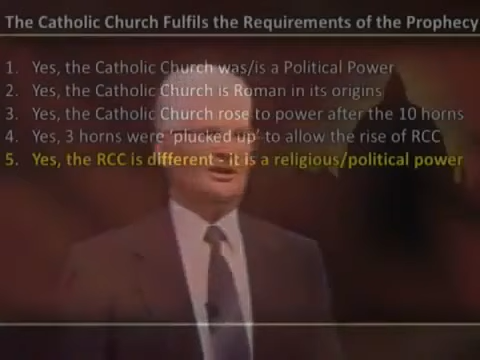 The Catholic Church Fulfils the Requirements of the Prophecy
1. Yes, the Catholic Church was/is a Political Power
2. Yes, the Catholic Church is Roman in its origins
3. Yes, the Catholic Church rose to power after the 10 horns
4. Yes, 3 horns were 'plucked up' to allow the rise of RCC
5. Yes, the RCC is different - it is a religious/political power